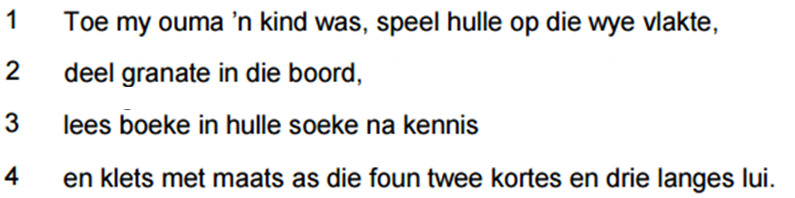 1 Toe my ouma ’n kind was, speel hulle op die wye vlakte,
2 deel granate in die boord,
3 lees boeke in hulle soeke na kennis
4 en klets met maats as die foun twee kortes en drie langes lui.